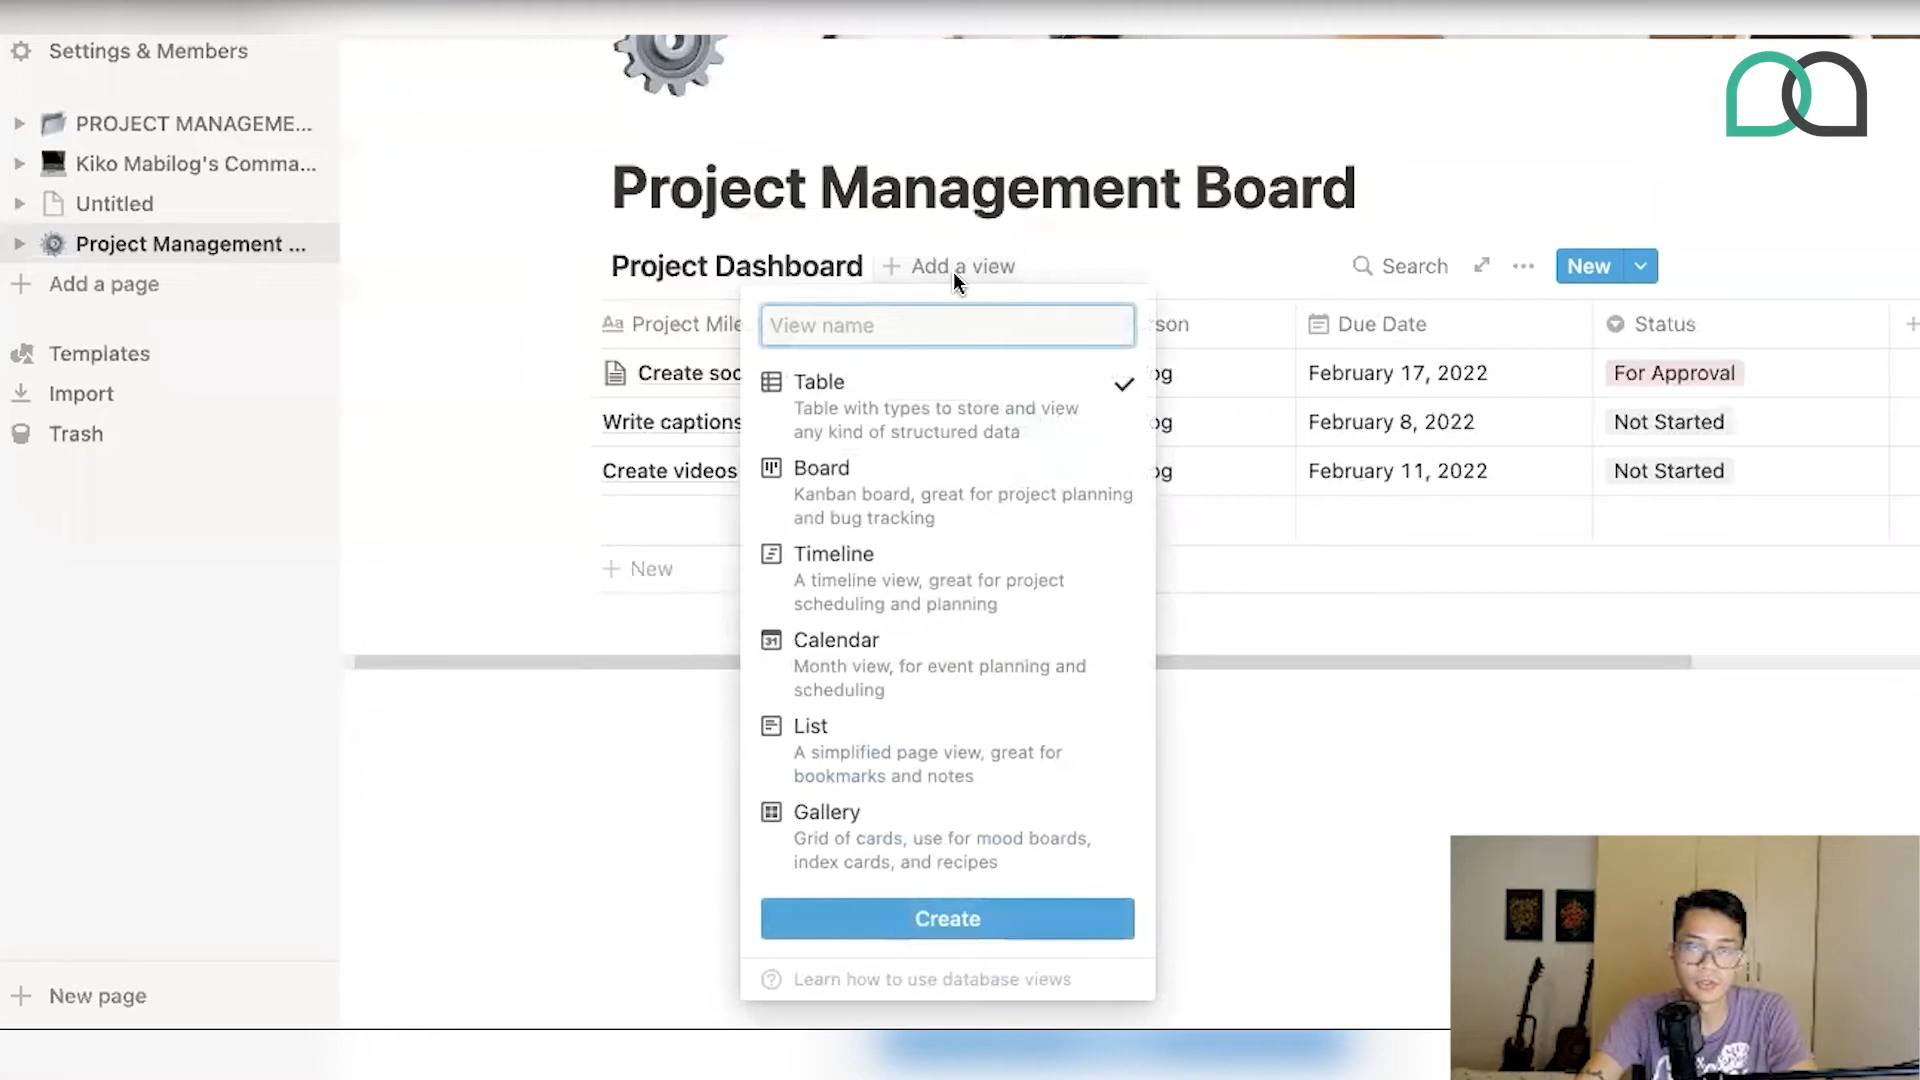 Settings & Members
PROJECT MANAGEME...
Kiko Mabilog's Comma...
Untitled
Project Management ...
Add a page
Templates
Import
Trash
New page
Project Management Board
Project Dashboard
+ Add a view
Search
...
New
Aa Project Mile
son
Due Date
Status
+
Create soc
og
February 17, 2022
For Approval
Write captions
og
February 8, 2022
Not Started
Create videos
og
February 11, 2022
Not Started
+ New
View name
Table
Table with types to store and view
any kind of structured data
Board
Kanban board, great for project planning
and bug tracking
Timeline
A timeline view, great for project
scheduling and planning
31
Calendar
Month view, for event planning and
scheduling
List
A simplified page view, great for
bookmarks and notes
Gallery
Grid of cards, use for mood boards,
index cards, and recipes
Create
? Learn how to use database views